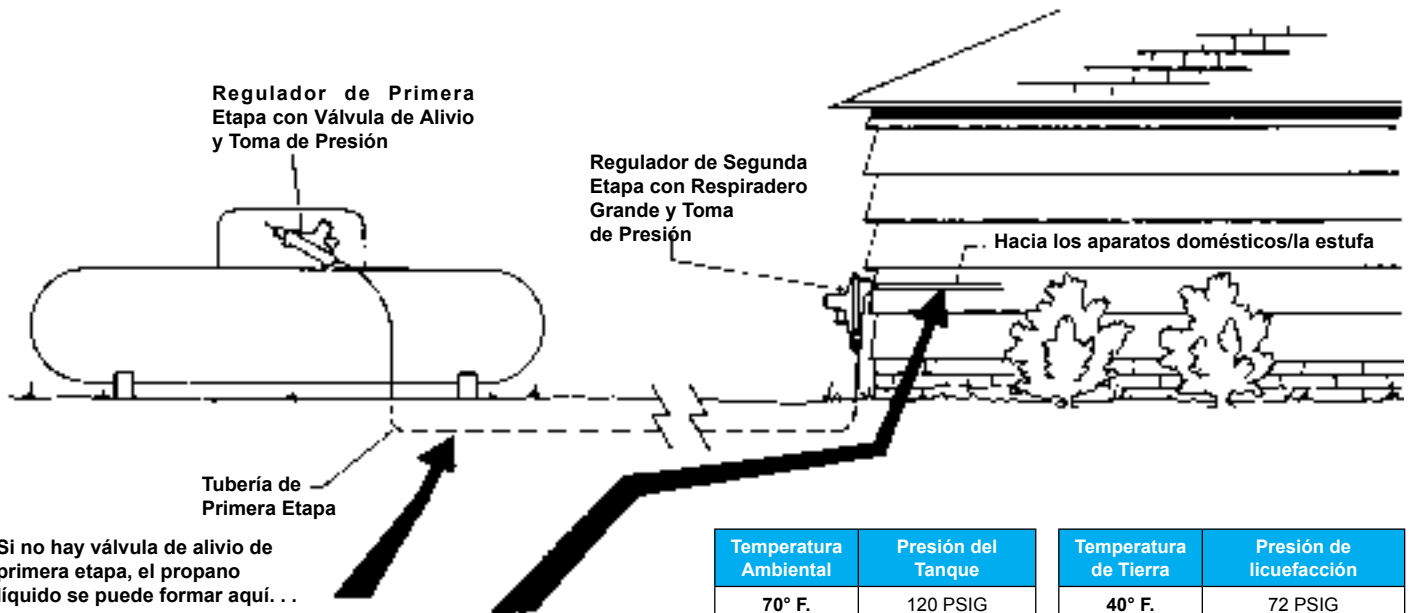 Regulador de Primera
Etapa con Válvula de Alivio
y Toma de Presión
Regulador de Segunda
Etapa con Respiradero
Grande y Toma
de Presión
Hacia los aparatos domésticos/la estufa
Tubería de
Primera Etapa
Si no hay válvula de alivio de
primera etapa, el propano
líquido se puede formar aquí. . .
Temperatura Ambiental
Presión del Tanque
70° F.
120 PSIG
Temperatura de Tierra
Presión de licuefacción
40° F.
72 PSIG